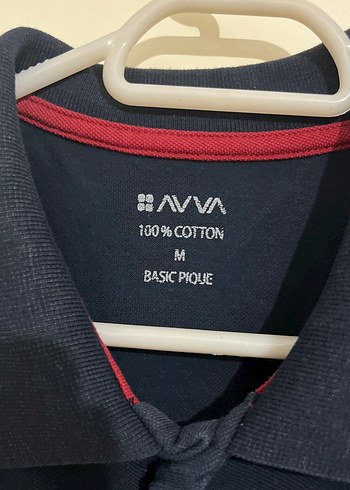 AVVA
100% COTTON
M
BASIC PIQUE